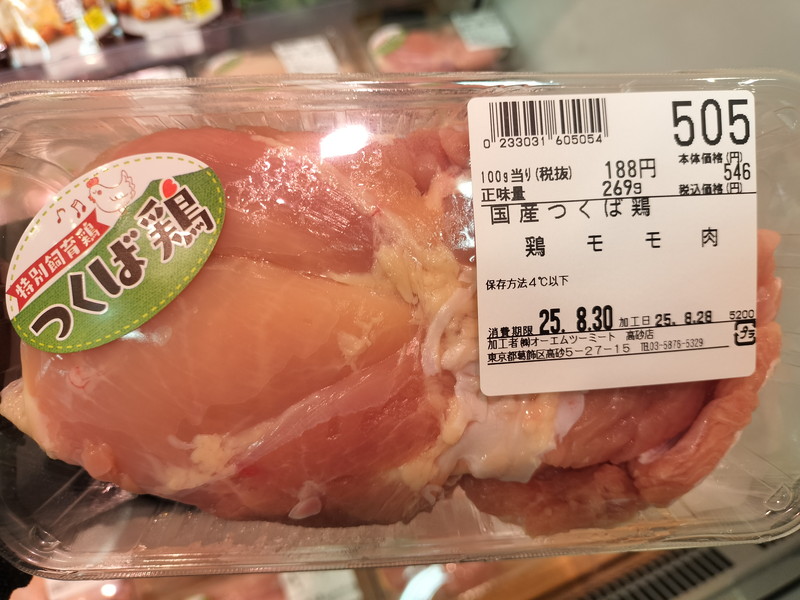 特別飼育鶏
つくば鶏
0 233031 605054
505
本体価格(円)
100g当り(税抜) 188円
546
正味量 269g
税込価格(円)
国産つくば鶏
鶏モモ肉
保存方法4℃以下
消費期限 25. 8.30 加工日 25. 8.28 5200
加工者 ㈱オーエムツーミート 高砂店
東京都葛飾区高砂5-27-15 TEL03-5876-5329
プラ